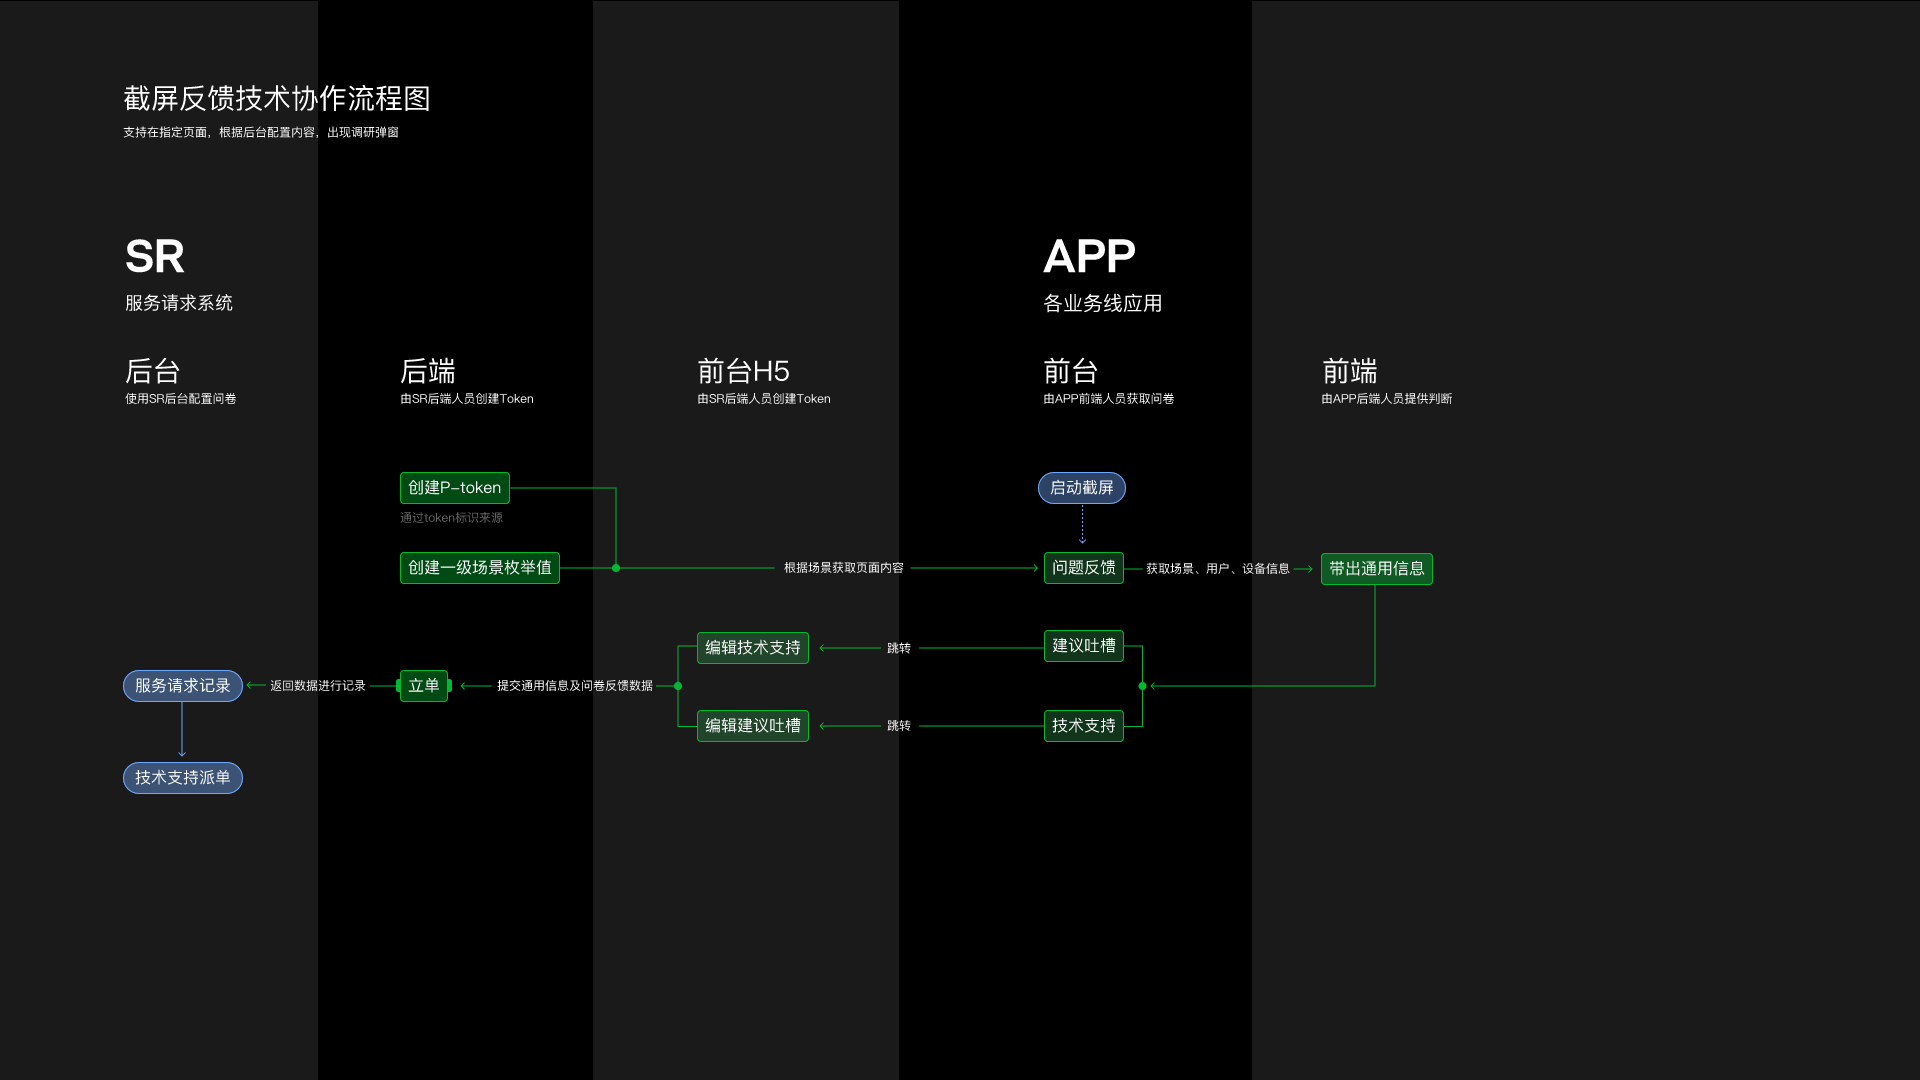 截屏反馈技术协作流程图
支持在指定页面，根据后台配置内容，出现调研弹窗
SR
服务请求系统
APP
各业务线应用
后台
使用SR后台配置问卷
后端
由SR后端人员创建Token
前台H5
由SR后端人员创建Token
前台
由APP前端人员获取问卷
前端
由APP后端人员提供判断
创建P-token
通过token标识来源
启动截屏
创建一级场景枚举值
根据场景获取页面内容
问题反馈
获取场景、用户、设备信息
带出通用信息
编辑技术支持
跳转
建议吐槽
服务请求记录
返回数据进行记录
立单
提交通用信息及问卷反馈数据
编辑建议吐槽
跳转
技术支持
技术支持派单